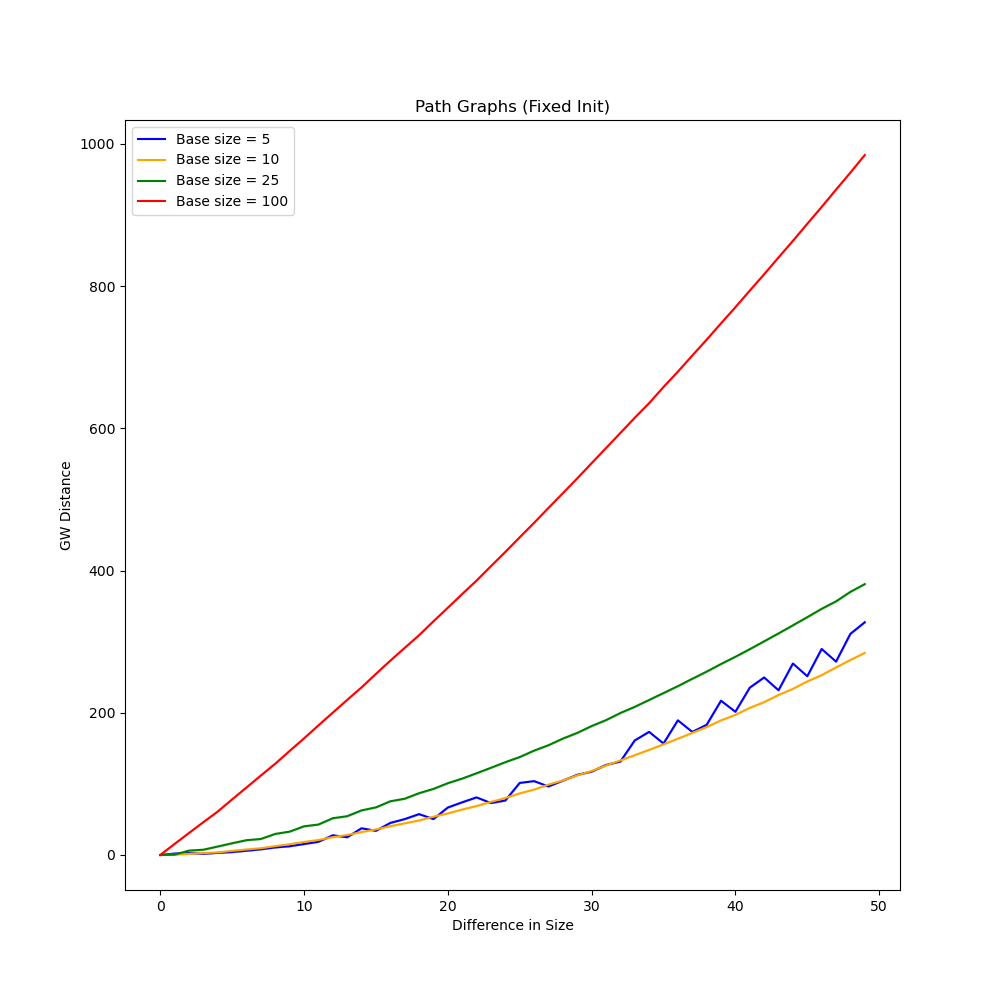 Path Graphs (Fixed Init)
Base size = 5
Base size = 10
Base size = 25
Base size = 100
1000
800
600
400
200
0
GW Distance
0 10 20 30 40 50
Difference in Size